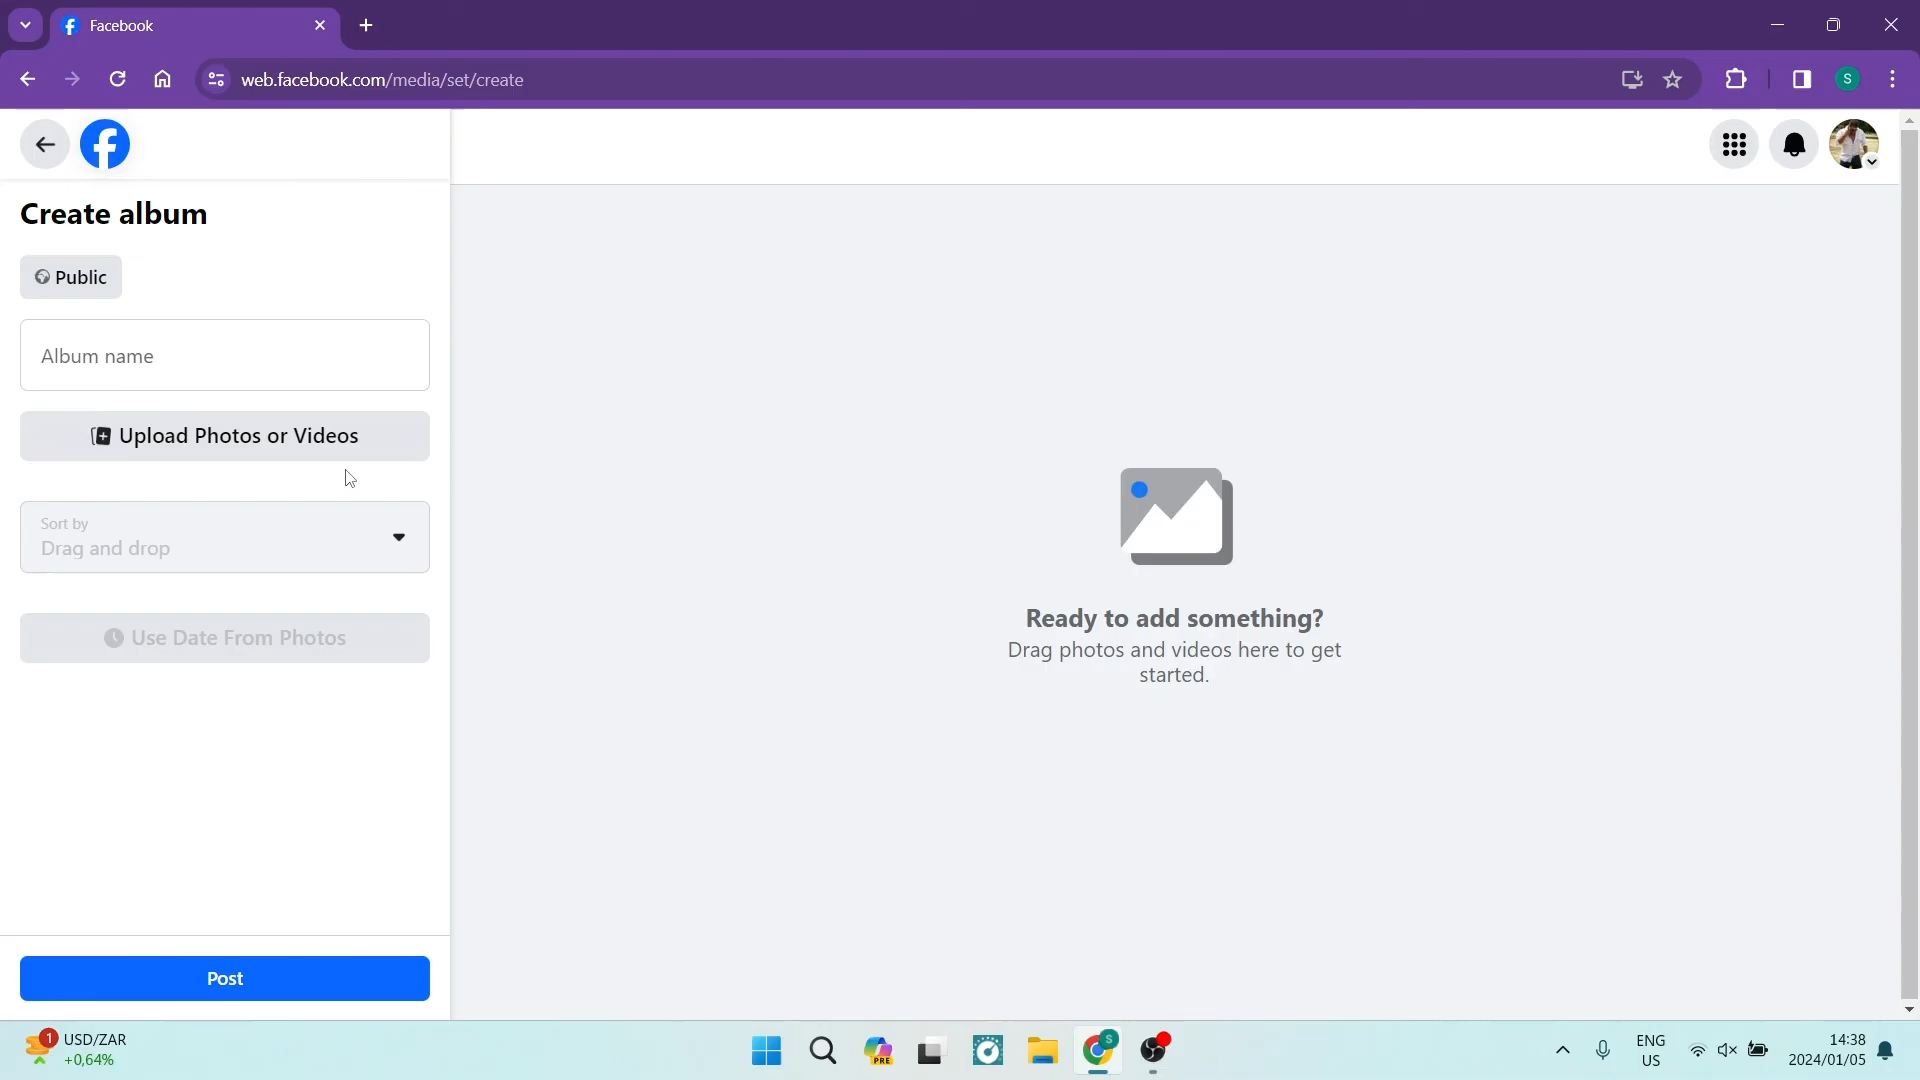 Facebook
web.facebook.com/media/set/create
S
Create album
Public
Album name
Upload Photos or Videos
Sort by
Drag and drop
Use Date From Photos
Post
Ready to add something?
Drag photos and videos here to get
started.
1
USD/ZAR
+0,64%
PRE
S
ENG
US
14:38
2024/01/05